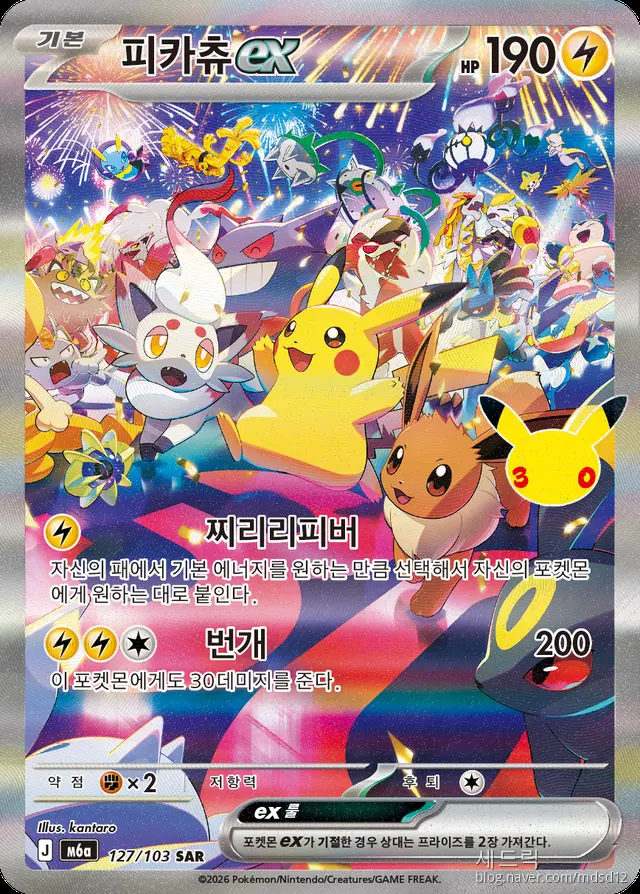 기본 피카츄ex HP 190
30
찌리리피버
자신의 패에서 기본 에너지를 원하는 만큼 선택해서 자신의 포켓몬
에게 원하는 대로 붙인다.
번개 200
이 포켓몬에게도 30데미지를 준다.
약점 ×2 저항력 후퇴
ex 룰
포켓몬 ex가 기절한 경우 상대는 프라이즈를 2장 가져간다.
Illus. kantaro
J M6a 127/103 SAR
©2026 Pokémon/Nintendo/Creatures/GAME FREAK.
세드릭
blog.naver.com/mdsd12